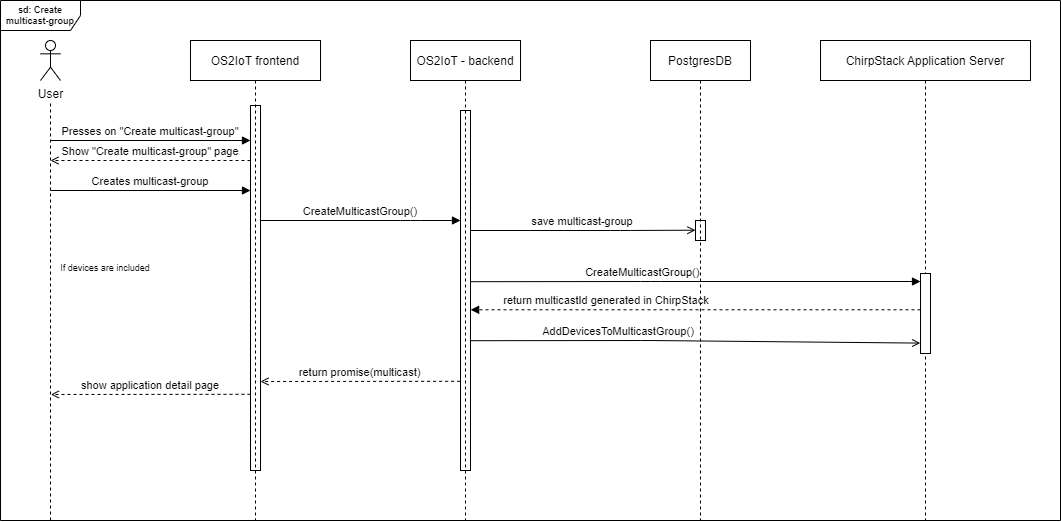 sd: Create
multicast-group
User
OS2IoT frontend
OS2IoT - backend
PostgresDB
ChirpStack Application Server
Presses on "Create multicast-group"
Show "Create multicast-group" page
Creates multicast-group
CreateMulticastGroup()
save multicast-group
If devices are included
CreateMulticastGroup()
return multicastId generated in ChirpStack
AddDevicesToMulticastGroup()
return promise(multicast)
show application detail page